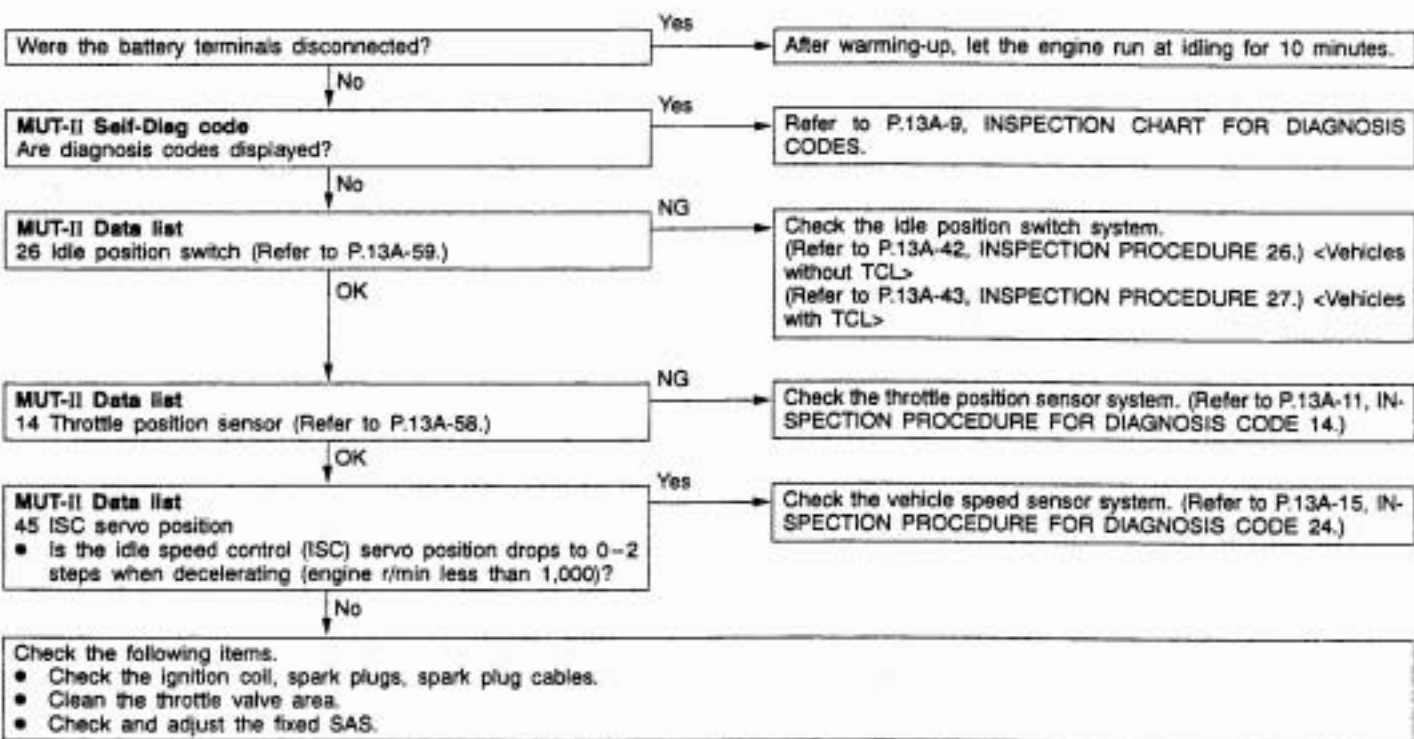 Were the battery terminals disconnected?
Yes
After warming-up, let the engine run at idling for 10 minutes.
No
MUT-II Self-Diag code
Are diagnosis codes displayed?
Yes
Refer to P.13A-9, INSPECTION CHART FOR DIAGNOSIS
CODES.
No
MUT-II Data list
26 Idle position switch (Refer to P.13A-59.)
NG
Check the idle position switch system.
(Refer to P.13A-42, INSPECTION PROCEDURE 26.) <Vehicles
without TCL>
(Refer to P.13A-43, INSPECTION PROCEDURE 27.) <Vehicles
with TCL>
OK
MUT-II Data list
14 Throttle position sensor (Refer to P.13A-58.)
NG
Check the throttle position sensor system. (Refer to P.13A-11, IN-
SPECTION PROCEDURE FOR DIAGNOSIS CODE 14.)
OK
MUT-II Data list
45 ISC servo position
• Is the idle speed control (ISC) servo position drops to 0–2
steps when decelerating (engine r/min less than 1,000)?
Yes
Check the vehicle speed sensor system. (Refer to P.13A-15, IN-
SPECTION PROCEDURE FOR DIAGNOSIS CODE 24.)
No
Check the following items.
• Check the ignition coil, spark plugs, spark plug cables.
• Clean the throttle valve area.
• Check and adjust the fixed SAS.